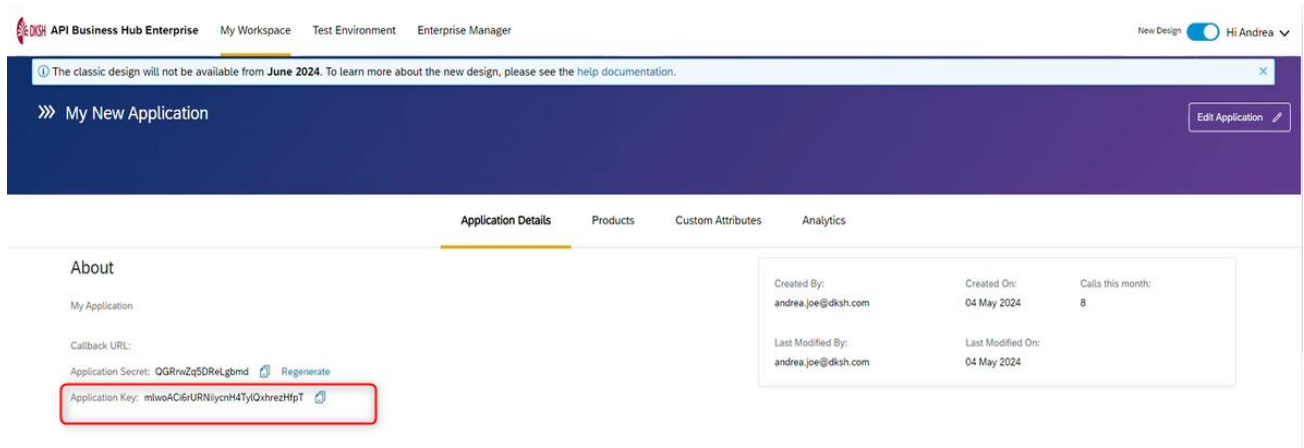 DKSH API Business Hub Enterprise My Workspace Test Environment Enterprise Manager New Design Hi Andrea
The classic design will not be available from June 2024. To learn more about the new design, please see the help documentation.
My New Application
Edit Application
Application Details Products Custom Attributes Analytics
About
My Application
Callback URL:
Application Secret: QGRrwZq5DReLgbmd Regenerate
Application Key: mlwoACi6rURNiiycnH4TylQxhrezHfpT
Created By: Created On: Calls this month:
andrea.joe@dksh.com 04 May 2024 8
Last Modified By: Last Modified On:
andrea.joe@dksh.com 04 May 2024